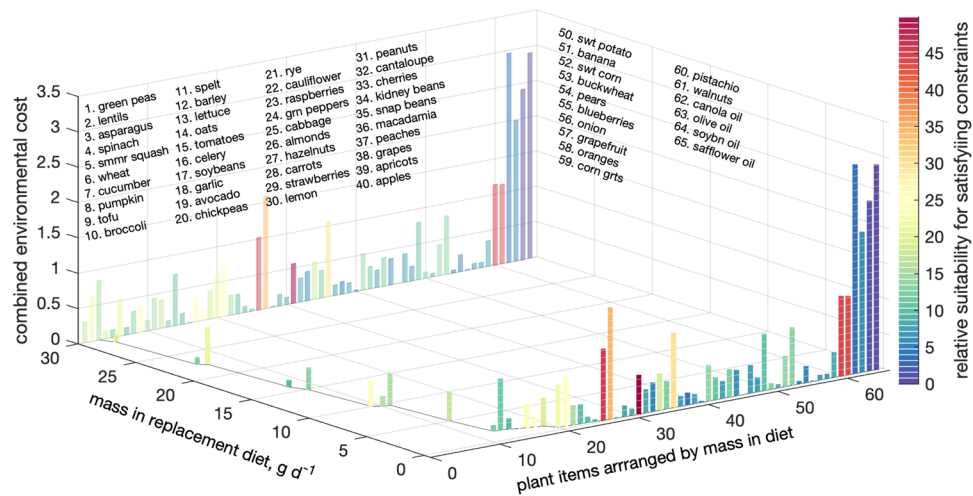 combined environmental cost
3.5
3
2.5
2
1.5
1
0.5
0
1. green peas
2. lentils
3. asparagus
4. spinach
5. smmr squash
6. wheat
7. cucumber
8. pumpkin
9. tofu
10. broccoli
11. spelt
12. barley
13. lettuce
14. oats
15. tomatoes
16. celery
17. soybeans
18. garlic
19. avocado
20. chickpeas
21. rye
22. cauliflower
23. raspberries
24. grn peppers
25. cabbage
26. almonds
27. hazelnuts
28. carrots
29. strawberries
30. lemon
31. peanuts
32. cantaloupe
33. cherries
34. kidney beans
35. snap beans
36. macadamia
37. peaches
38. grapes
39. apricots
40. apples
50. swt potato
51. banana
52. swt corn
53. buckwheat
54. pears
55. blueberries
56. onion
57. grapefruit
58. oranges
59. corn grts
60. pistachio
61. walnuts
62. canola oil
63. olive oil
64. soybn oil
65. safflower oil
30
25
20
15
10
5
0
mass in replacement diet, g d⁻¹
0
10
20
30
40
50
60
plant items arrranged by mass in diet
45
40
35
30
25
20
15
10
5
0
relative suitability for satisfyiing constraints